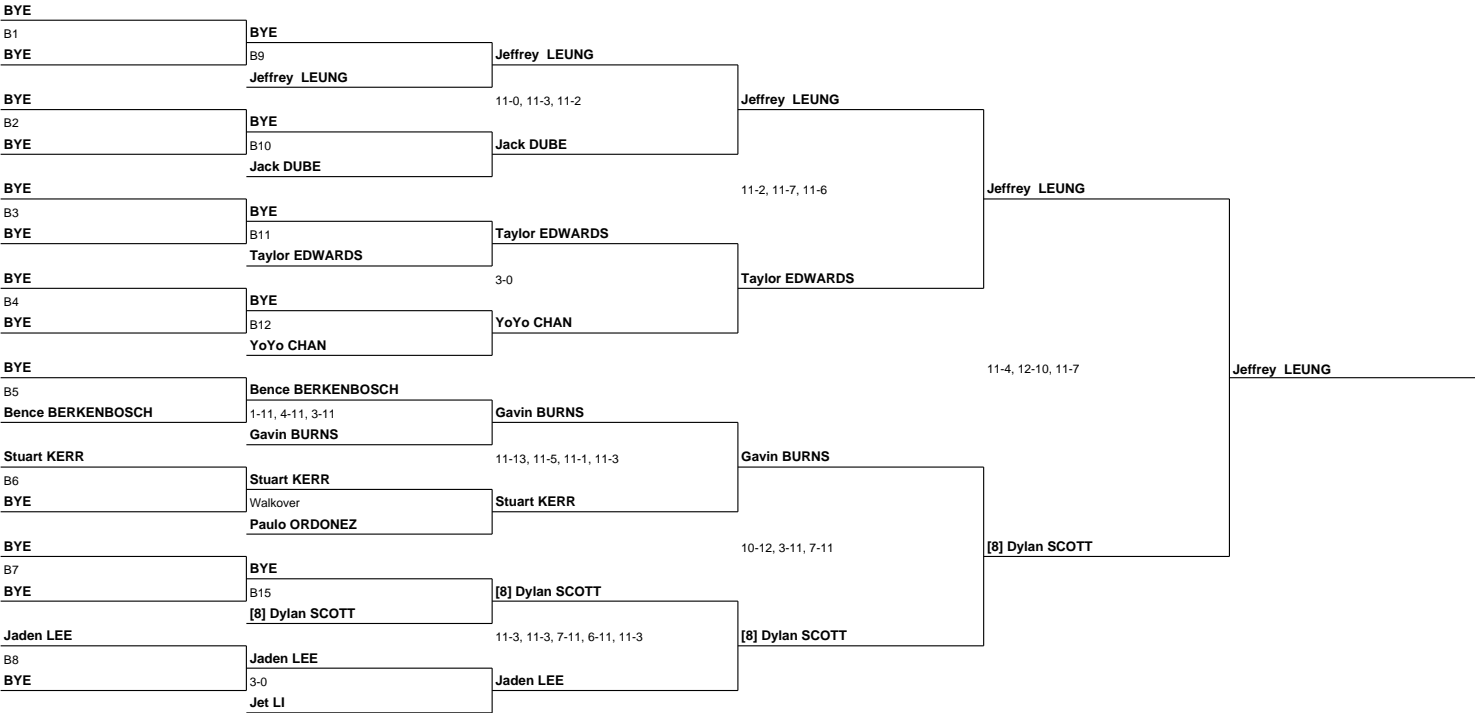 BYE
B1
BYE
BYE
B2
BYE
BYE
B3
BYE
BYE
B4
BYE
BYE
B5
Bence BERKENBOSCH
Stuart KERR
B6
BYE
BYE
B7
BYE
Jaden LEE
B8
BYE
BYE
B9
Jeffrey  LEUNG
BYE
B10
Jack DUBE
BYE
B11
Taylor EDWARDS
BYE
B12
YoYo CHAN
Bence BERKENBOSCH
1-11, 4-11, 3-11
Gavin BURNS
Stuart KERR
Walkover
Paulo ORDONEZ
BYE
B15
[8] Dylan SCOTT
Jaden LEE
3-0
Jet LI
Jeffrey  LEUNG
11-0, 11-3, 11-2
Jack DUBE
Taylor EDWARDS
3-0
YoYo CHAN
Gavin BURNS
11-13, 11-5, 11-1, 11-3
Stuart KERR
[8] Dylan SCOTT
11-3, 11-3, 7-11, 6-11, 11-3
Jaden LEE
Jeffrey  LEUNG
11-2, 11-7, 11-6
Taylor EDWARDS
Gavin BURNS
10-12, 3-11, 7-11
[8] Dylan SCOTT
Jeffrey  LEUNG
11-4, 12-10, 11-7
[8] Dylan SCOTT
Jeffrey  LEUNG